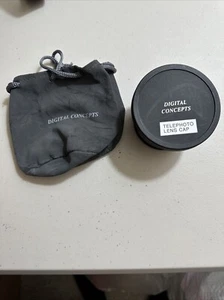 DIGITAL CONCEPTS
DIGITAL
CONCEPTS
TELEPHOTO
LENS CAP